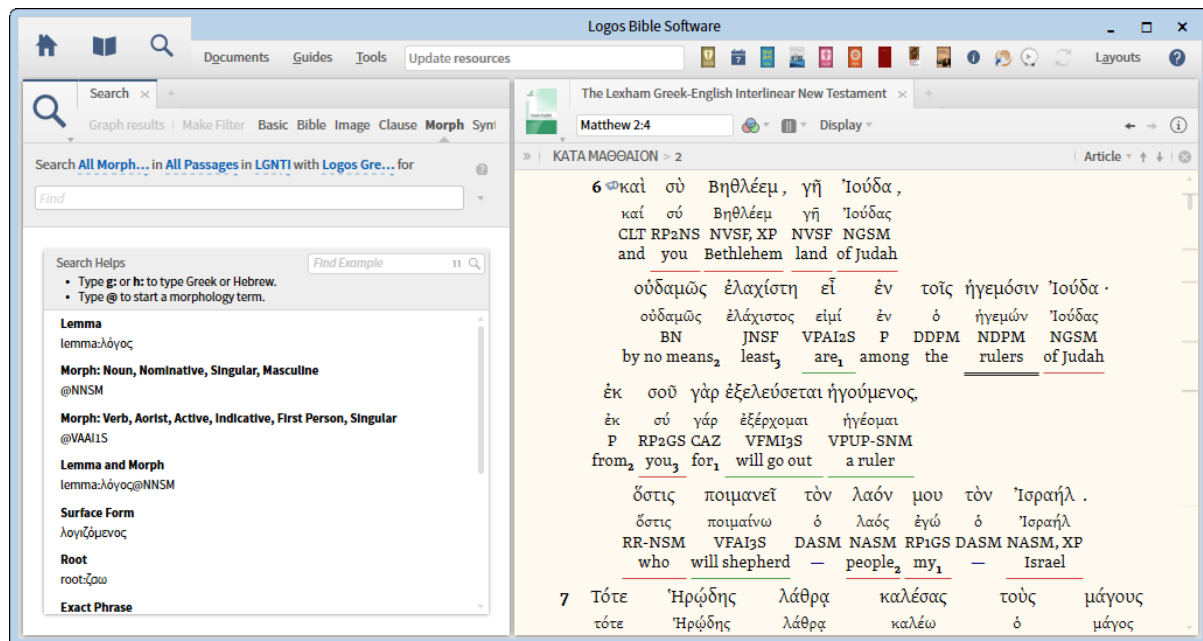 Logos Bible Software
Documents Guides Tools Update resources Layouts
Search
Graph results Make Filter Basic Bible Image Clause Morph Synt
Search All Morph... in All Passages in LGNTI with Logos Gre... for
Find
Search Helps
Find Example 11
• Type g: or h: to type Greek or Hebrew.
• Type @ to start a morphology term.
Lemma
lemma:λόγος
Morph: Noun, Nominative, Singular, Masculine
@NNSM
Morph: Verb, Aorist, Active, Indicative, First Person, Singular
@VAAI1S
Lemma and Morph
lemma:λόγος@NNSM
Surface Form
λογιζόμενος
Root
root:ζαω
Exact Phrase
The Lexham Greek-English Interlinear New Testament
Matthew 2:4 Display
» ΚΑΤΑ ΜΑΘΘΑΙΟΝ > 2 Article
6 καὶ σὺ Βηθλέεμ, γῆ Ἰούδα,
καί σύ Βηθλέεμ γῆ Ἰούδας
CLT RP2NS NVSF, XP NVSF NGSM
and you Bethlehem land of Judah
οὐδαμῶς ἐλαχίστη εἶ ἐν τοῖς ἡγεμόσιν Ἰούδα·
οὐδαμῶς ἐλάχιστος εἰμί ἐν ὁ ἡγεμών Ἰούδας
BN JNSF VPAI2S P DDPM NDPM NGSM
by no means₂ least₃ are₁ among the rulers of Judah
ἐκ σοῦ γὰρ ἐξελεύσεται ἡγούμενος,
ἐκ σύ γάρ ἐξέρχομαι ἡγέομαι
P RP2GS CAZ VFMI3S VPUP-SNM
from₂ you₃ for₁ will go out a ruler
ὅστις ποιμανεῖ τὸν λαόν μου τὸν Ἰσραήλ.
ὅστις ποιμαίνω ὁ λαός ἐγώ ὁ Ἰσραήλ
RR-NSM VFAI3S DASM NASM RP1GS DASM NASM, XP
who will shepherd — people₂ my₁ — Israel
7 Τότε Ἡρῴδης λάθρᾳ καλέσας τοὺς μάγους
τότε Ἡρῴδης λάθρᾳ καλέω ὁ μάγος